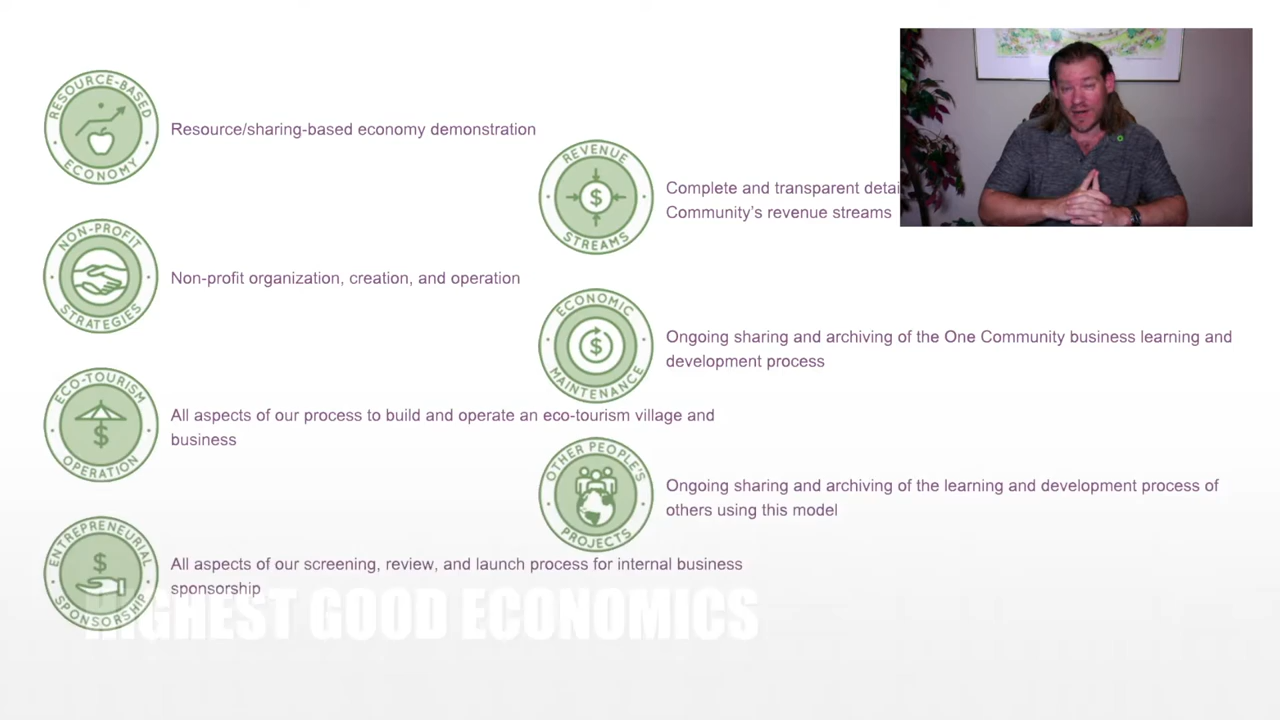 RESOURCE-BASED
ECONOMY
Resource/sharing-based economy demonstration
NON-PROFIT
STRATEGIES
Non-profit organization, creation, and operation
ECO-TOURISM
OPERATION
All aspects of our process to build and operate an eco-tourism village and
business
ENTREPRENEURIAL
SPONSORSHIP
All aspects of our screening, review, and launch process for internal business
sponsorship
REVENUE
STREAMS
Complete and transparent
Community's revenue streams
ECONOMIC
MAINTENANCE
Ongoing sharing and archiving of the One Community business learning and
development process
OTHER PEOPLE'S
PROJECTS
Ongoing sharing and archiving of the learning and development process of
others using this model
HIGHEST GOOD ECONOMICS